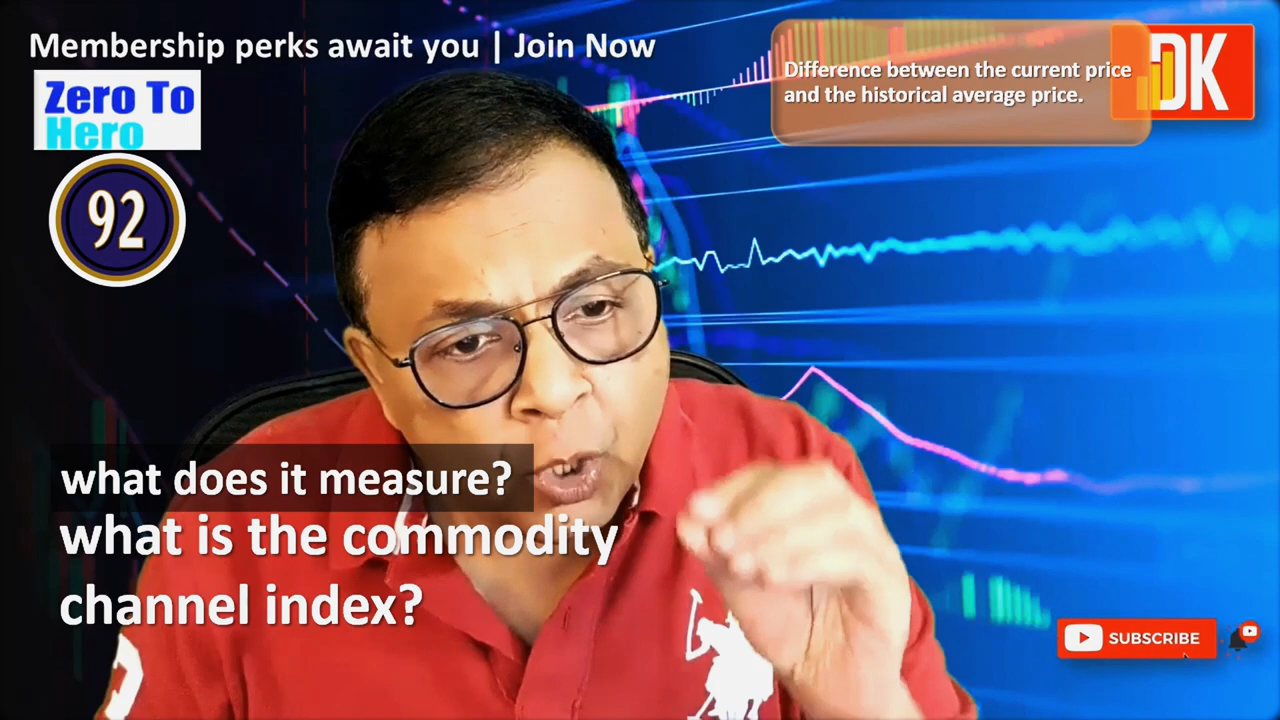 Membership perks await you | Join Now
Zero To
Hero
92
Difference between the current price
and the historical average price.
DK
what does it measure?
what is the commodity
channel index?
SUBSCRIBE